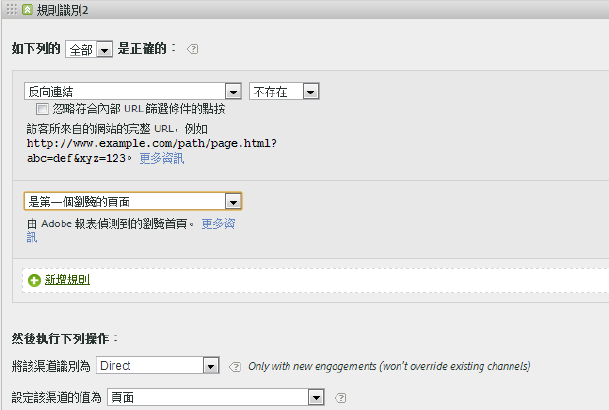 規則識別2
如下列的 全部 是正確的：
反向連結 不存在
忽略符合內部 URL 篩選條件的點按
訪客所來自的網站的完整 URL，例如
http://www.example.com/path/page.html?
abc=def&xyz=123。 更多資訊
是第一個瀏覽的頁面
由 Adobe 報表偵測到的瀏覽首頁。 更多資
訊
新增規則
然後執行下列操作：
將該渠道識別為 Direct Only with new engagements (won't override existing channels)
設定該渠道的值為 頁面